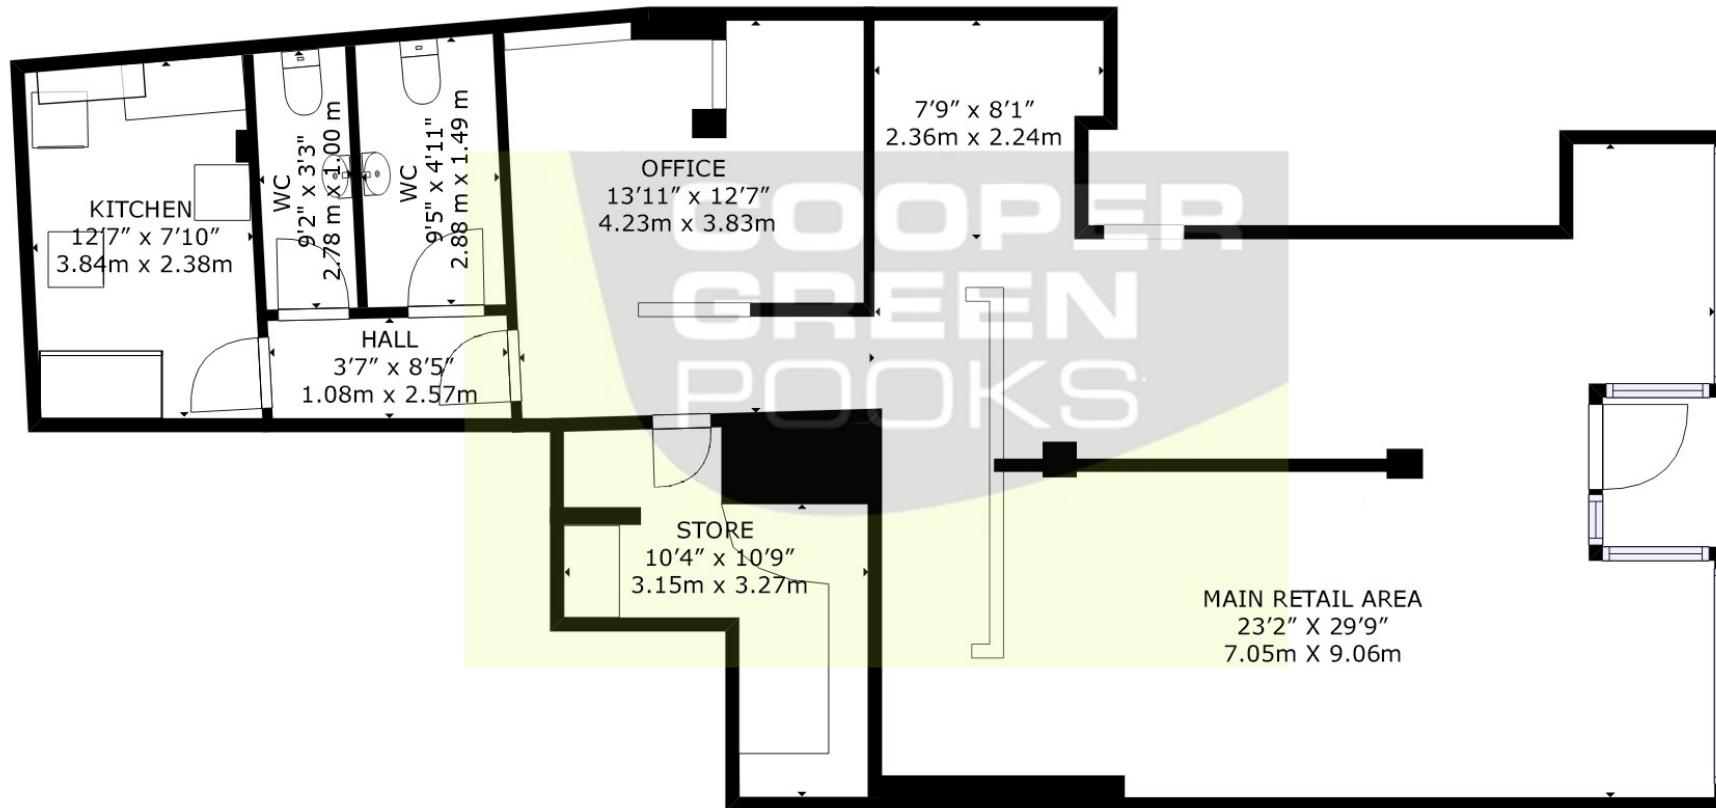 7'9" x 8'1"
2.36m x 2.24m
OFFICE
13'11" x 12'7"
4.23m x 3.83m
WC
9'2" x 3'3"
2.78 m x 1.00 m
WC
9'5" x 4'11"
2.88 m x 1.49 m
KITCHEN
12'7" x 7'10"
3.84m x 2.38m
HALL
3'7" x 8'5"
1.08m x 2.57m
COOPER
GREEN
POOKS
STORE
10'4" x 10'9"
3.15m x 3.27m
MAIN RETAIL AREA
23'2" X 29'9"
7.05m X 9.06m